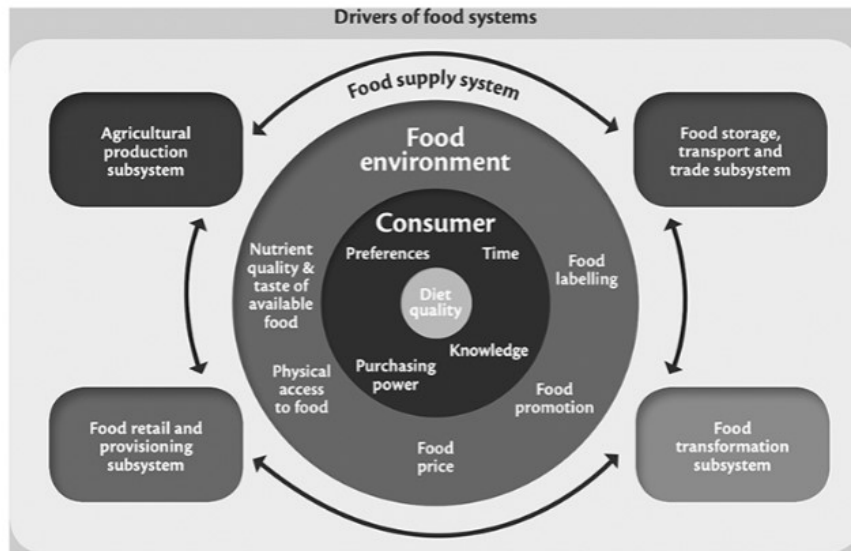 Drivers of food systems
Food supply system
Agricultural
production
subsystem
Food storage,
transport and
trade subsystem
Food
environment
Consumer
Preferences
Time
Nutrient
quality &
taste of
available
food
Food
labelling
Diet
quality
Knowledge
Purchasing
power
Physical
access
to food
Food
promotion
Food
price
Food retail and
provisioning
subsystem
Food
transformation
subsystem